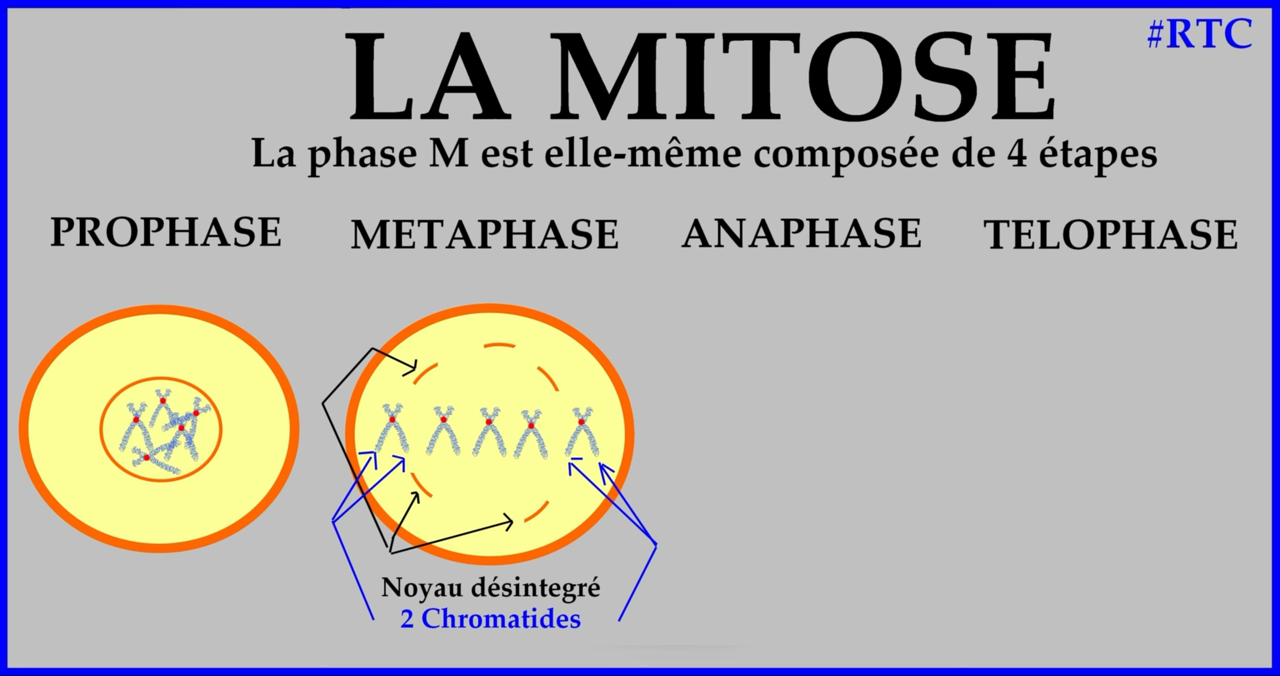 #RTC
LA MITOSE
La phase M est elle-même composée de 4 étapes
PROPHASE
METAPHASE
ANAPHASE
TELOPHASE
Noyau désintegré
2 Chromatides